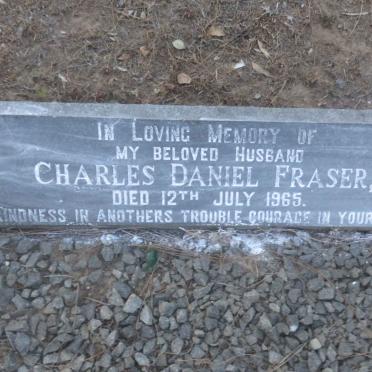 IN LOVING MEMORY OF
MY BELOVED HUSBAND
CHARLES DANIEL FRASER,
DIED 12TH JULY 1965.
KINDNESS IN ANOTHERS TROUBLE COURAGE IN YOUR